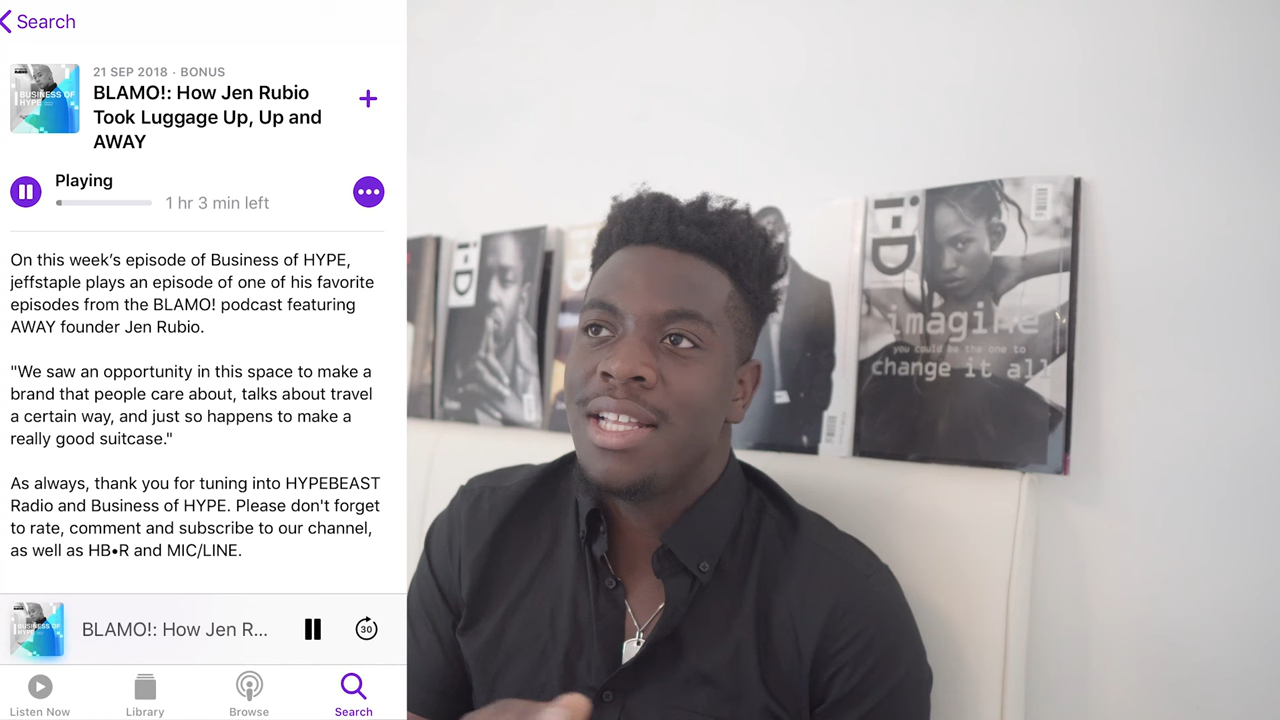 Search
21 SEP 2018 · BONUS
BLAMO!: How Jen Rubio
Took Luggage Up, Up and
AWAY
BUSINESS OF
HYPE
Playing
1 hr 3 min left
On this week’s episode of Business of HYPE,
jeffstaple plays an episode of one of his favorite
episodes from the BLAMO! podcast featuring
AWAY founder Jen Rubio.
"We saw an opportunity in this space to make a
brand that people care about, talks about travel
a certain way, and just so happens to make a
really good suitcase."
As always, thank you for tuning into HYPEBEAST
Radio and Business of HYPE. Please don't forget
to rate, comment and subscribe to our channel,
as well as HB•R and MIC/LINE.
BUSINESS OF
HYPE
BLAMO!: How Jen R...
30
Listen Now
Library
Browse
Search
i-D
i-D
imagine
you could be the one to
change it all